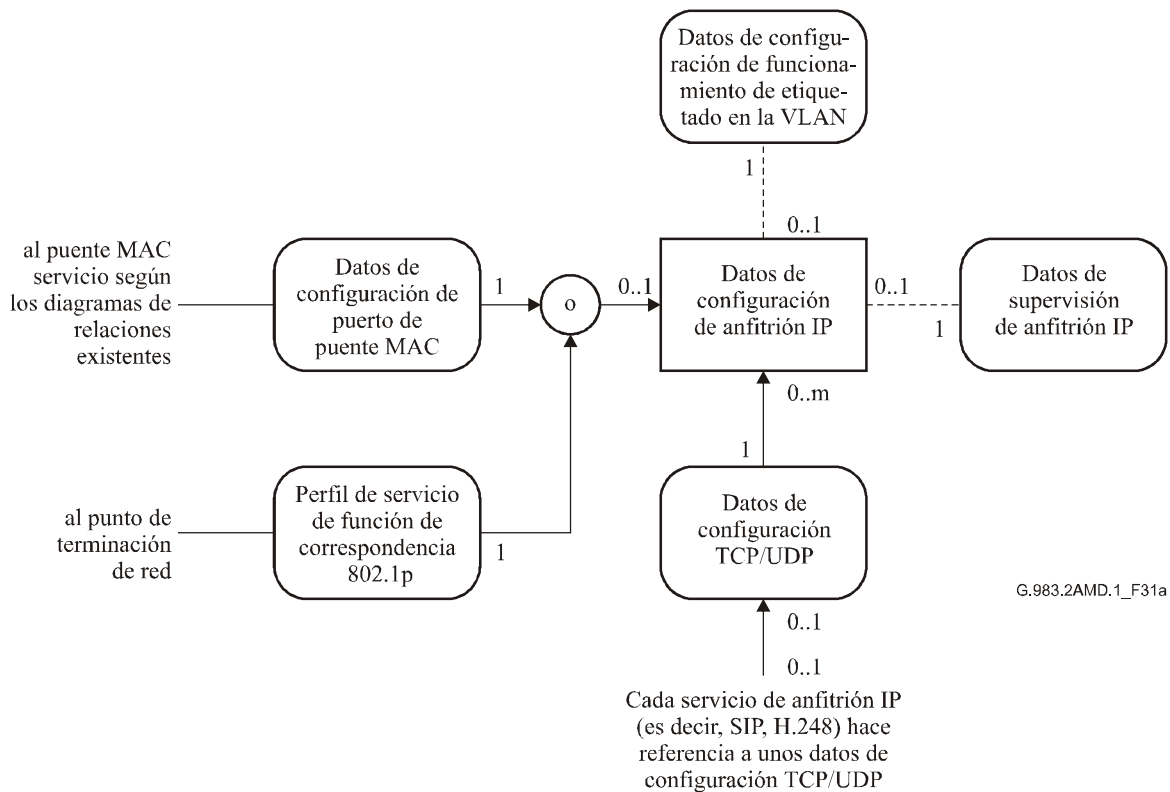 Datos de configu-
ración de funciona-
miento de etique-
tado en la VLAN
1
0..1
al puente MAC
servicio según
los diagramas de
relaciones
existentes
Datos de
configuración de
puerto de
puente MAC
1
o
0..1
Datos de
configuración
de anfitrión IP
0..1
1
Datos de
supervisión
de anfitrión IP
0..m
1
al punto de
terminación
de red
Perfil de servicio
de función de
correspondencia
802.1p
1
Datos de
configuración
TCP/UDP
G.983.2AMD.1_F31a
0..1
0..1
Cada servicio de anfitrión IP
(es decir, SIP, H.248) hace
referencia a unos datos de
configuración TCP/UDP